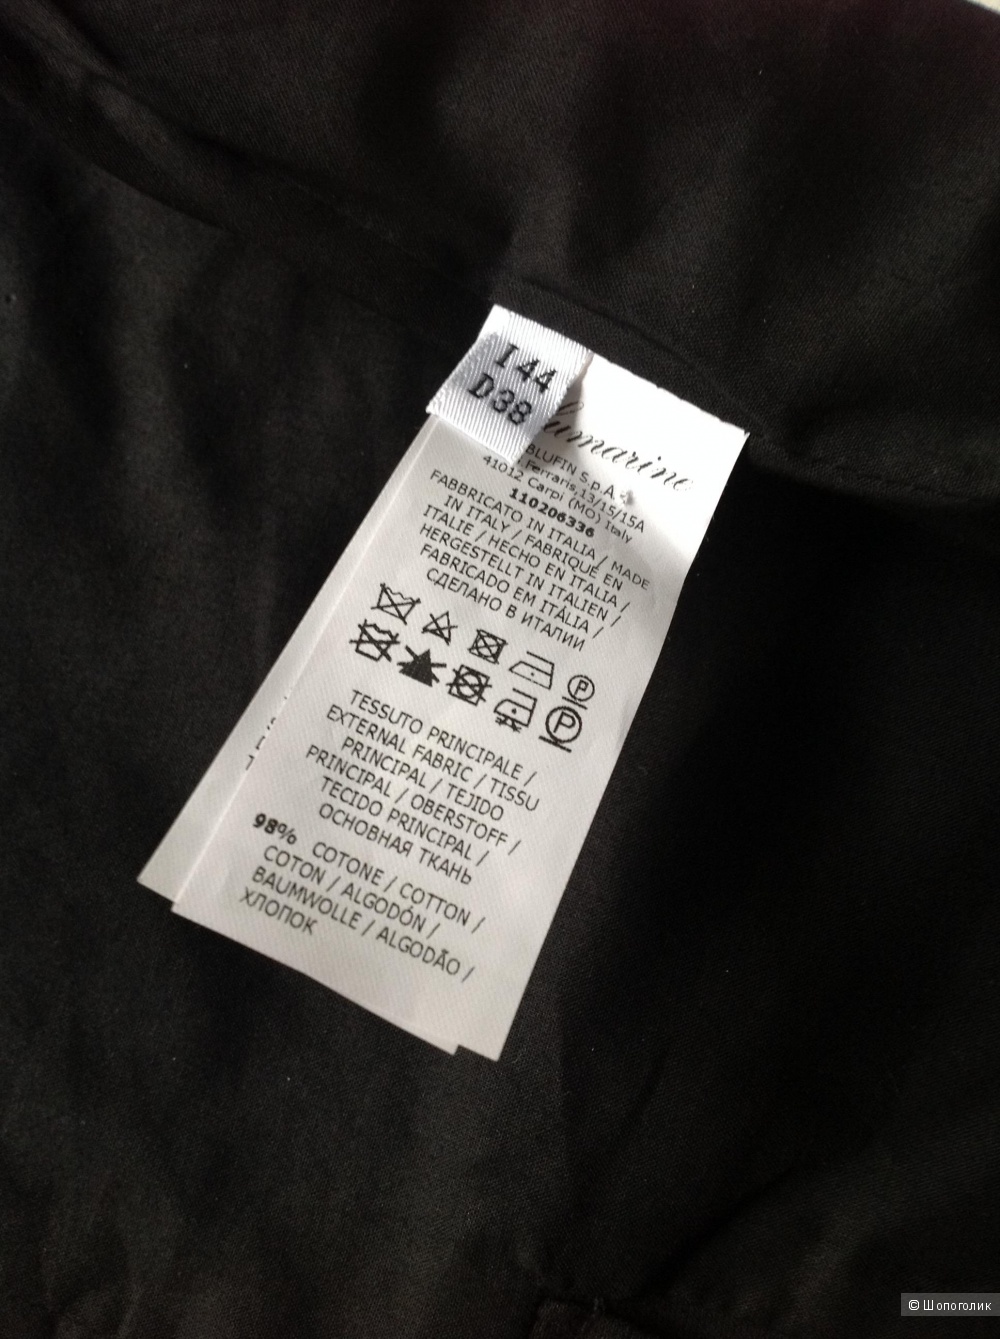 I 44
D38
BLUFIN S.p.A.
Ferraris,13/15/15A
41012 Carpi (MO) Italy
110206336
FABBRICATO IN ITALIA / MADE
IN ITALY / FABRIQUÉ EN
ITALIE / HECHO EN ITALIA /
HERGESTELLT IN ITALIEN /
FABRICADO EM ITÁLIA /
СДЕЛАНО В ИТАЛИИ
P
P
TESSUTO PRINCIPALE /
EXTERNAL FABRIC / TISSU
PRINCIPAL / TEJIDO
PRINCIPAL / OBERSTOFF /
TECIDO PRINCIPAL /
ОСНОВНАЯ ТКАНЬ
98% COTONE / COTTON /
COTON / ALGODÓN /
BAUMWOLLE / ALGODÃO /
ХЛОПОК
© Шопоголик